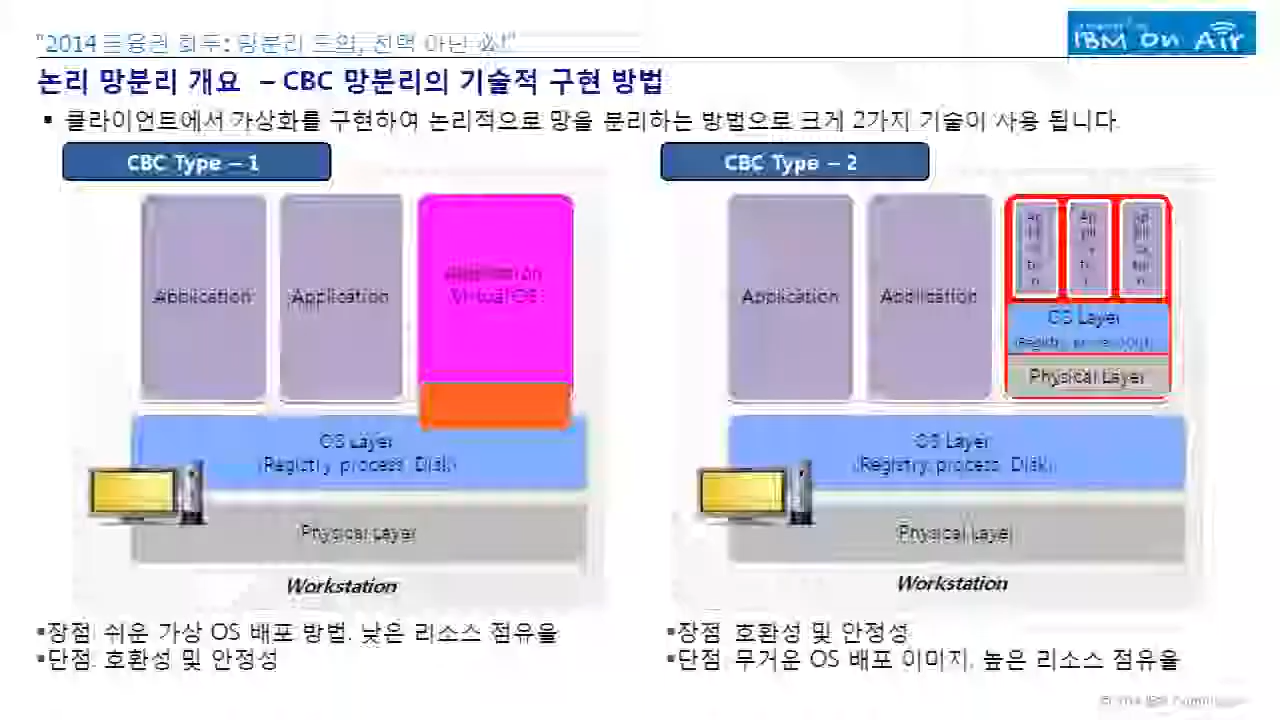 "2014 금융권 화두: 망분리 도입, 선택 아닌 必!"
IBM On Air
논리 망분리 개요 – CBC 망분리의 기술적 구현 방법
▪ 클라이언트에서 가상화를 구현하여 논리적으로 망을 분리하는 방법으로 크게 2가지 기술이 사용 됩니다.
CBC Type – 1
Application
Application
Application
Virtual OS
OS Layer
(Registry, process, Disk)
Physical Layer
Workstation
▪장점: 쉬운 가상 OS 배포 방법, 낮은 리소스 점유율
▪단점: 호환성 및 안정성
CBC Type – 2
Application
Application
OS Layer
Physical Layer
OS Layer
(Registry, process, Disk)
Physical Layer
Workstation
▪장점: 호환성 및 안정성
▪단점: 무거운 OS 배포 이미지, 높은 리소스 점유율